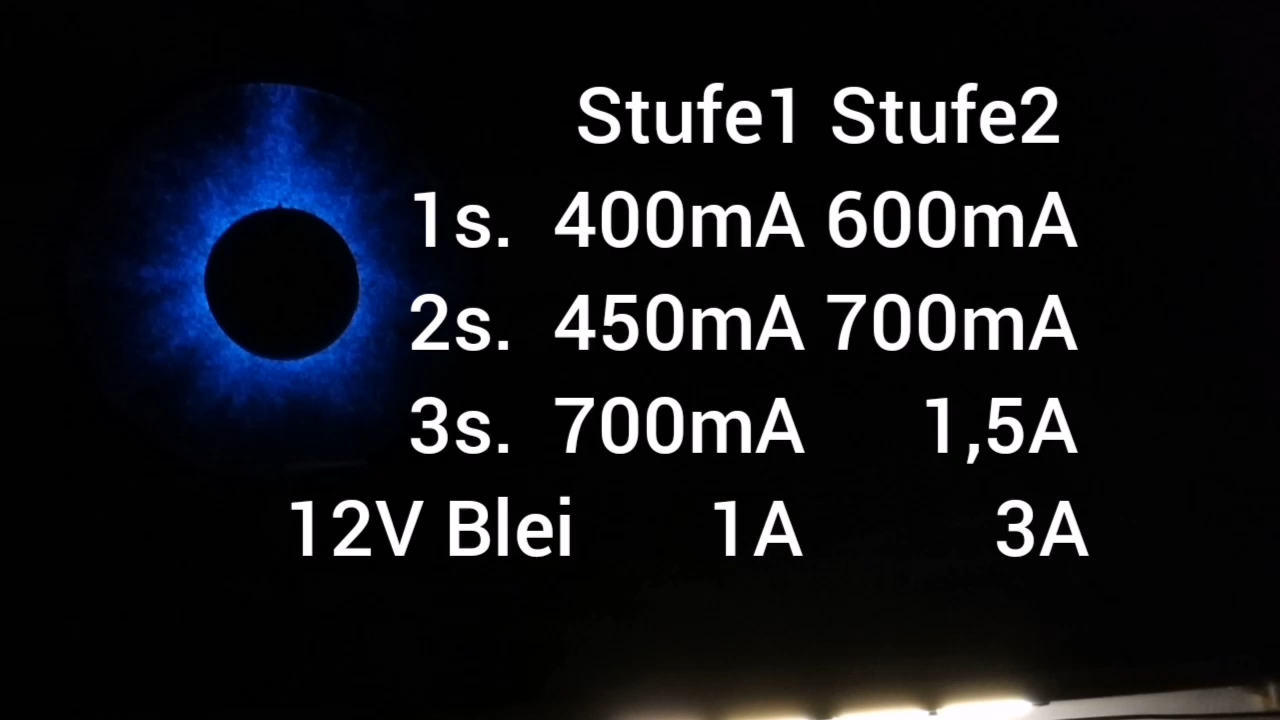 Stufe1 Stufe2
1s. 400mA 600mA
2s. 450mA 700mA
3s. 700mA 1,5A
12V Blei 1A 3A